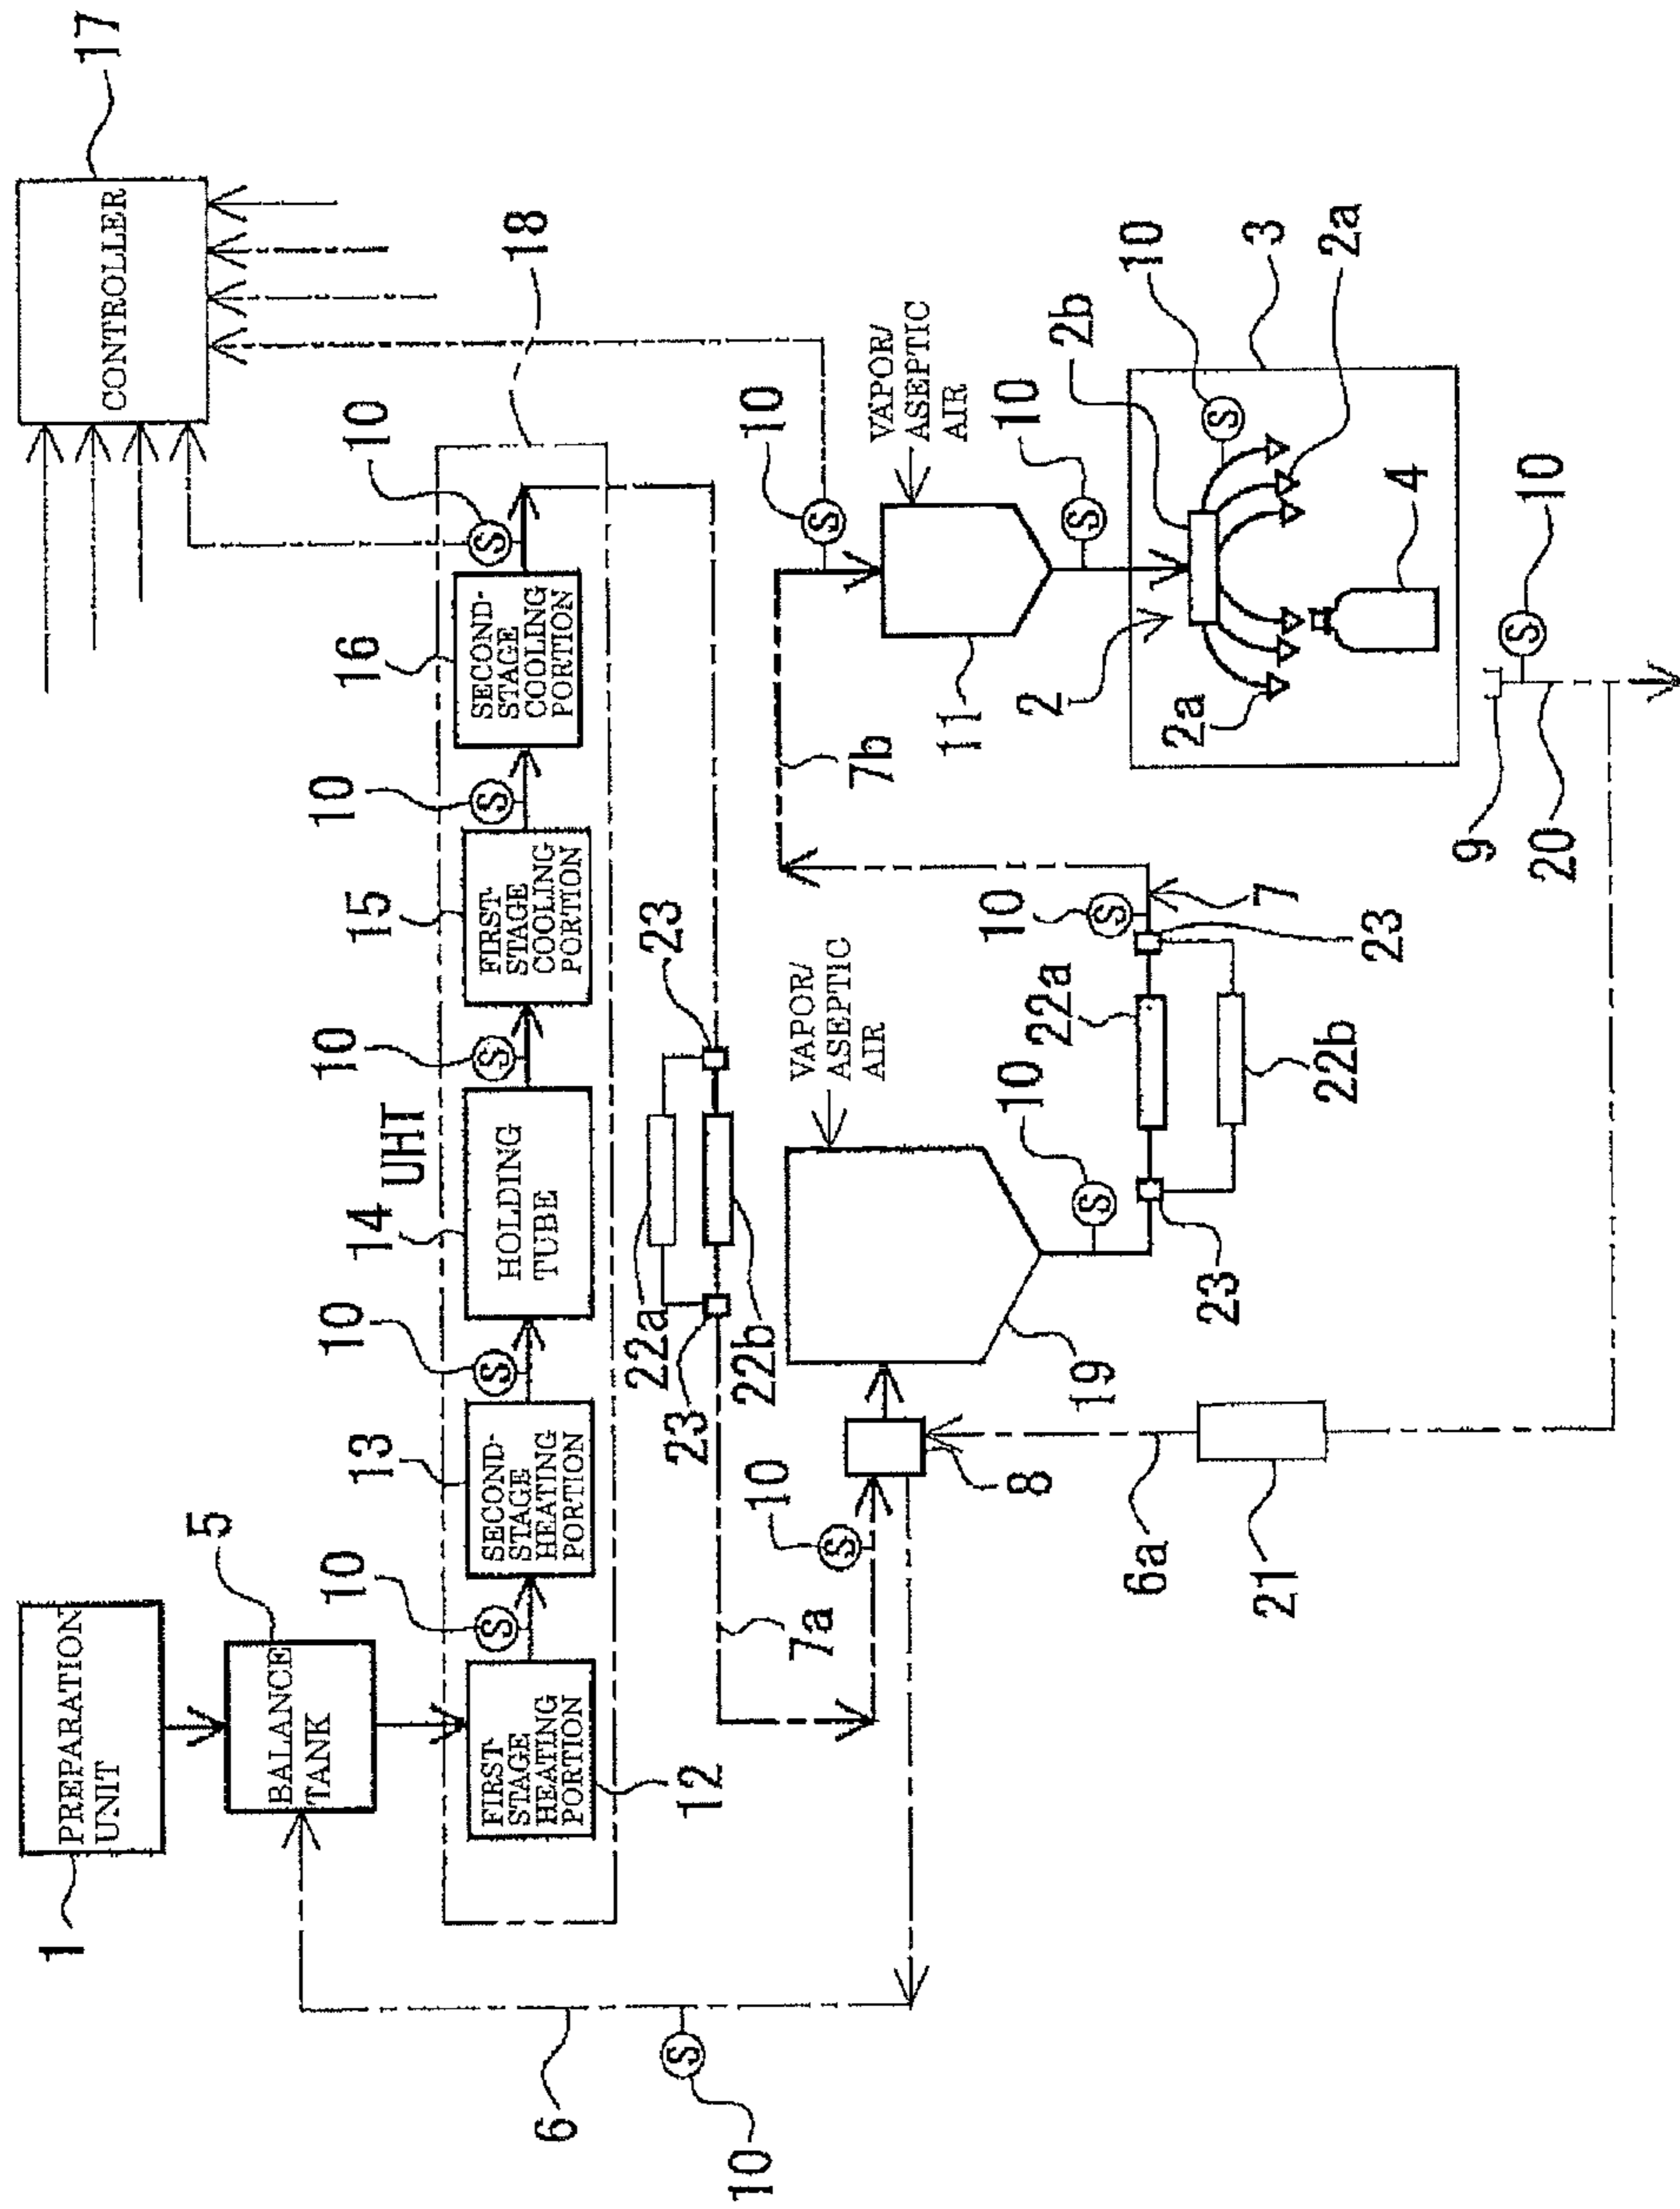 17
CONTROLLER
18
1
PREPARATION
UNIT
5
BALANCE
TANK
UHT
12
FIRST-
STAGE
HEATING
PORTION
10
S
13
SECOND-
STAGE
HEATING
PORTION
10
S
14
HOLDING
TUBE
10
S
15
FIRST-
STAGE
COOLING
PORTION
10
S
16
SECOND-
STAGE
COOLING
PORTION
10
S
6
10
S
7a
23
22a
22b
23
10
S
8
6a
21
VAPOR/
ASEPTIC
AIR
19
10
S
23
22a
22b
23
10
S
7
7b
10
S
VAPOR/
ASEPTIC
AIR
11
10
S
2
2b
10
S
3
2a
2a
4
9
20
10
S